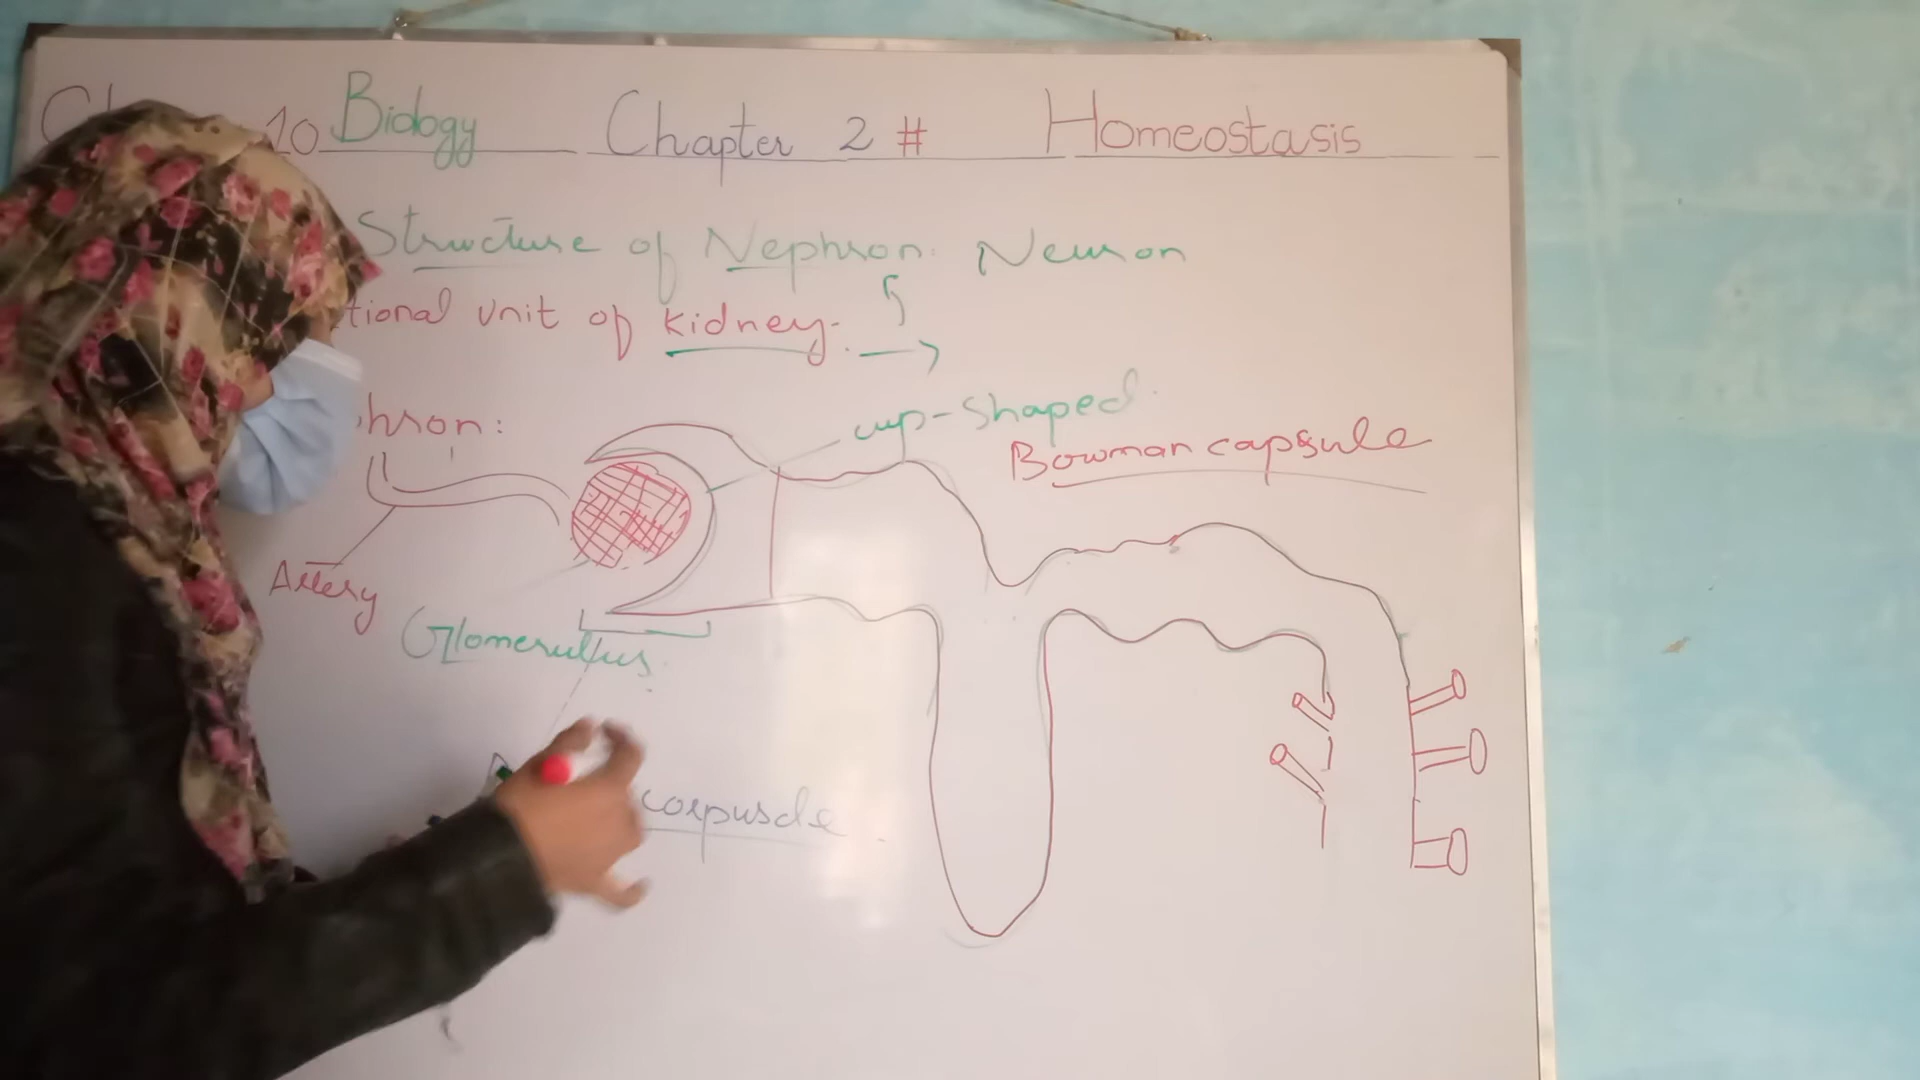 10 Biology Chapter 2 # Homeostasis
Structure of Nephron: Neuron
tional unit of kidney.
hron:
cup-shaped
Bowman capsule
Artery
Glomerulus
corpuscle